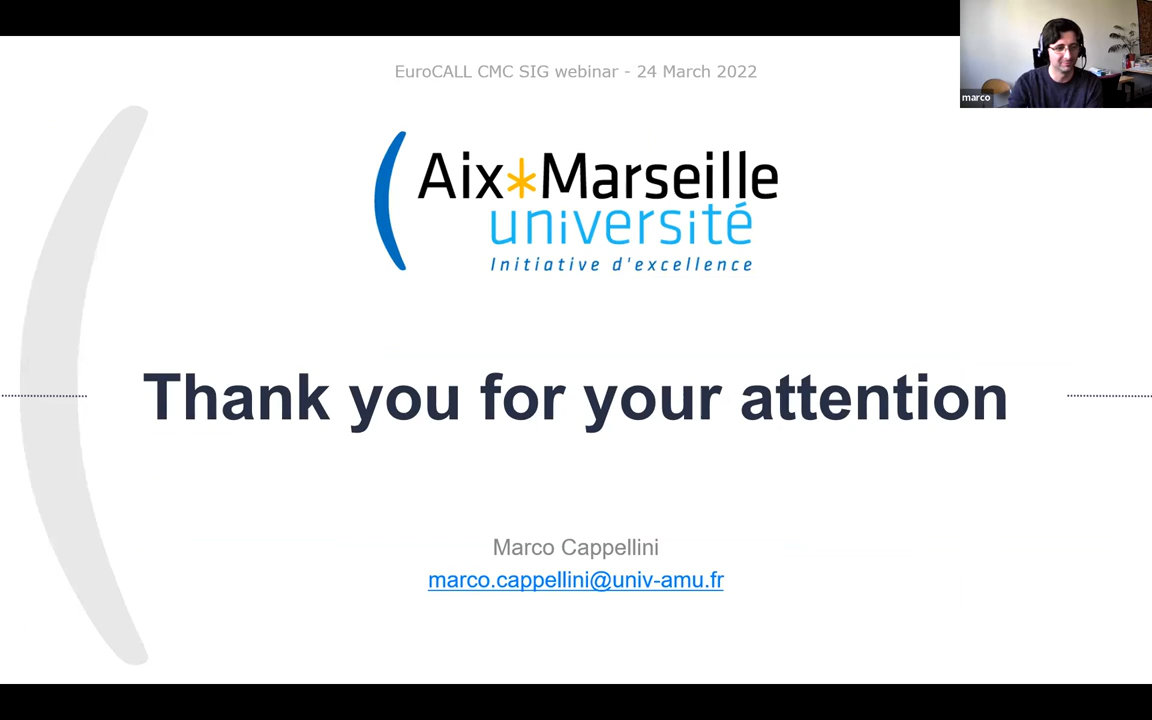 EuroCALL CMC SIG webinar - 24 March 2022
marco
Aix*Marseille
université
Initiative d'excellence
Thank you for your attention
Marco Cappellini
marco.cappellini@univ-amu.fr